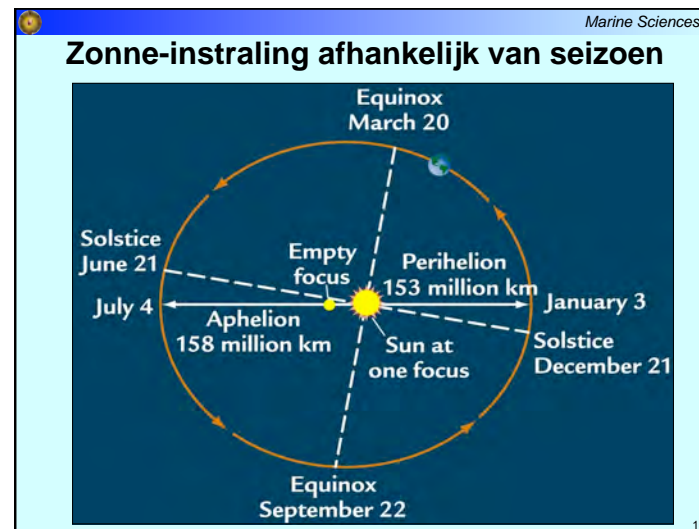 Marine Sciences
Zonne-instraling afhankelijk van seizoen
Equinox
March 20
Solstice
June 21
Empty
focus
Perihelion
153 million km
July 4
January 3
Aphelion
158 million km
Sun at
one focus
Solstice
December 21
Equinox
September 22
1